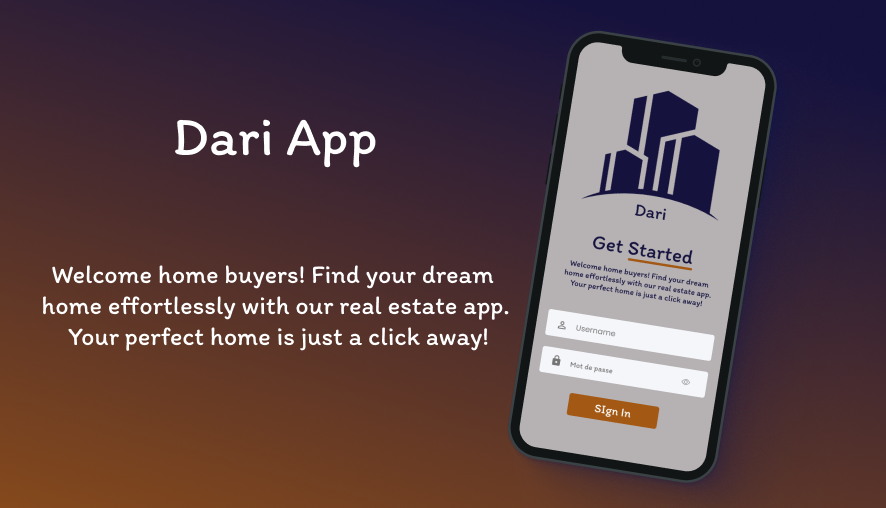 Dari App
Welcome home buyers! Find your dream
home effortlessly with our real estate app.
Your perfect home is just a click away!
Dari
Get Started
Welcome home buyers! Find your dream
home effortlessly with our real estate app.
Your perfect home is just a click away!
Username
Mot de passe
SIgn In